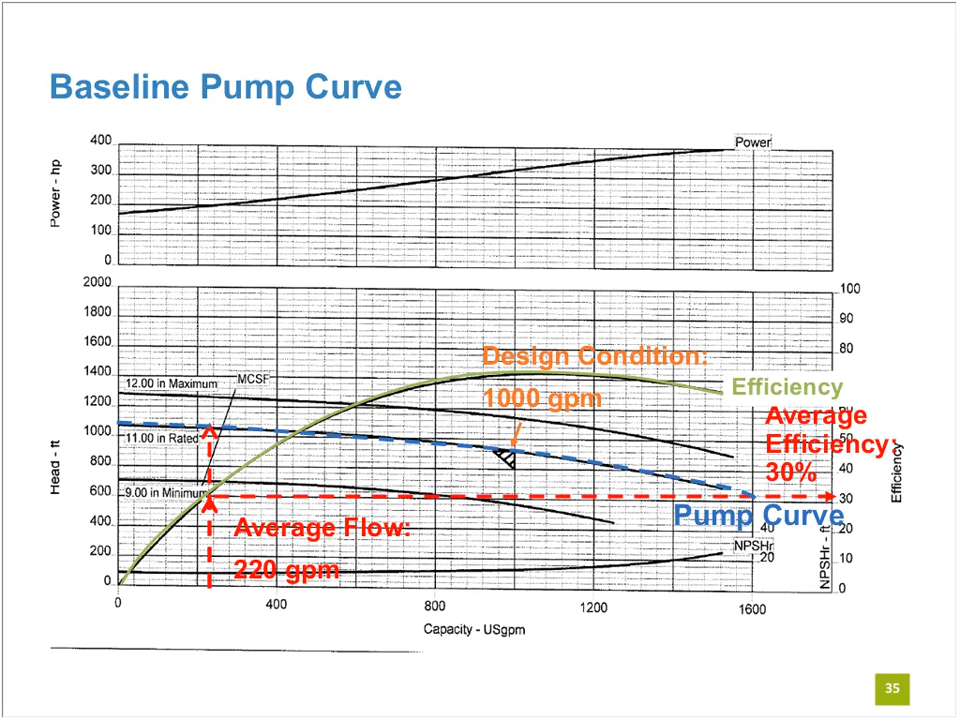 Baseline Pump Curve
Power - hp
400
300
200
100
0
Power
Head - ft
2000
1800
1600
1400
1200
1000
800
600
400
200
0
12.00 in Maximum
MCSF
11.00 in Rated
9.00 in Minimum
Design Condition:
1000 gpm
Efficiency
Average
Efficiency:
30%
Average Flow:
220 gpm
Pump Curve
NPSHr
100
90
80
50
40
30
20
10
0
Efficiency
40
20
0
400
800
1200
1600
Capacity - USgpm
35